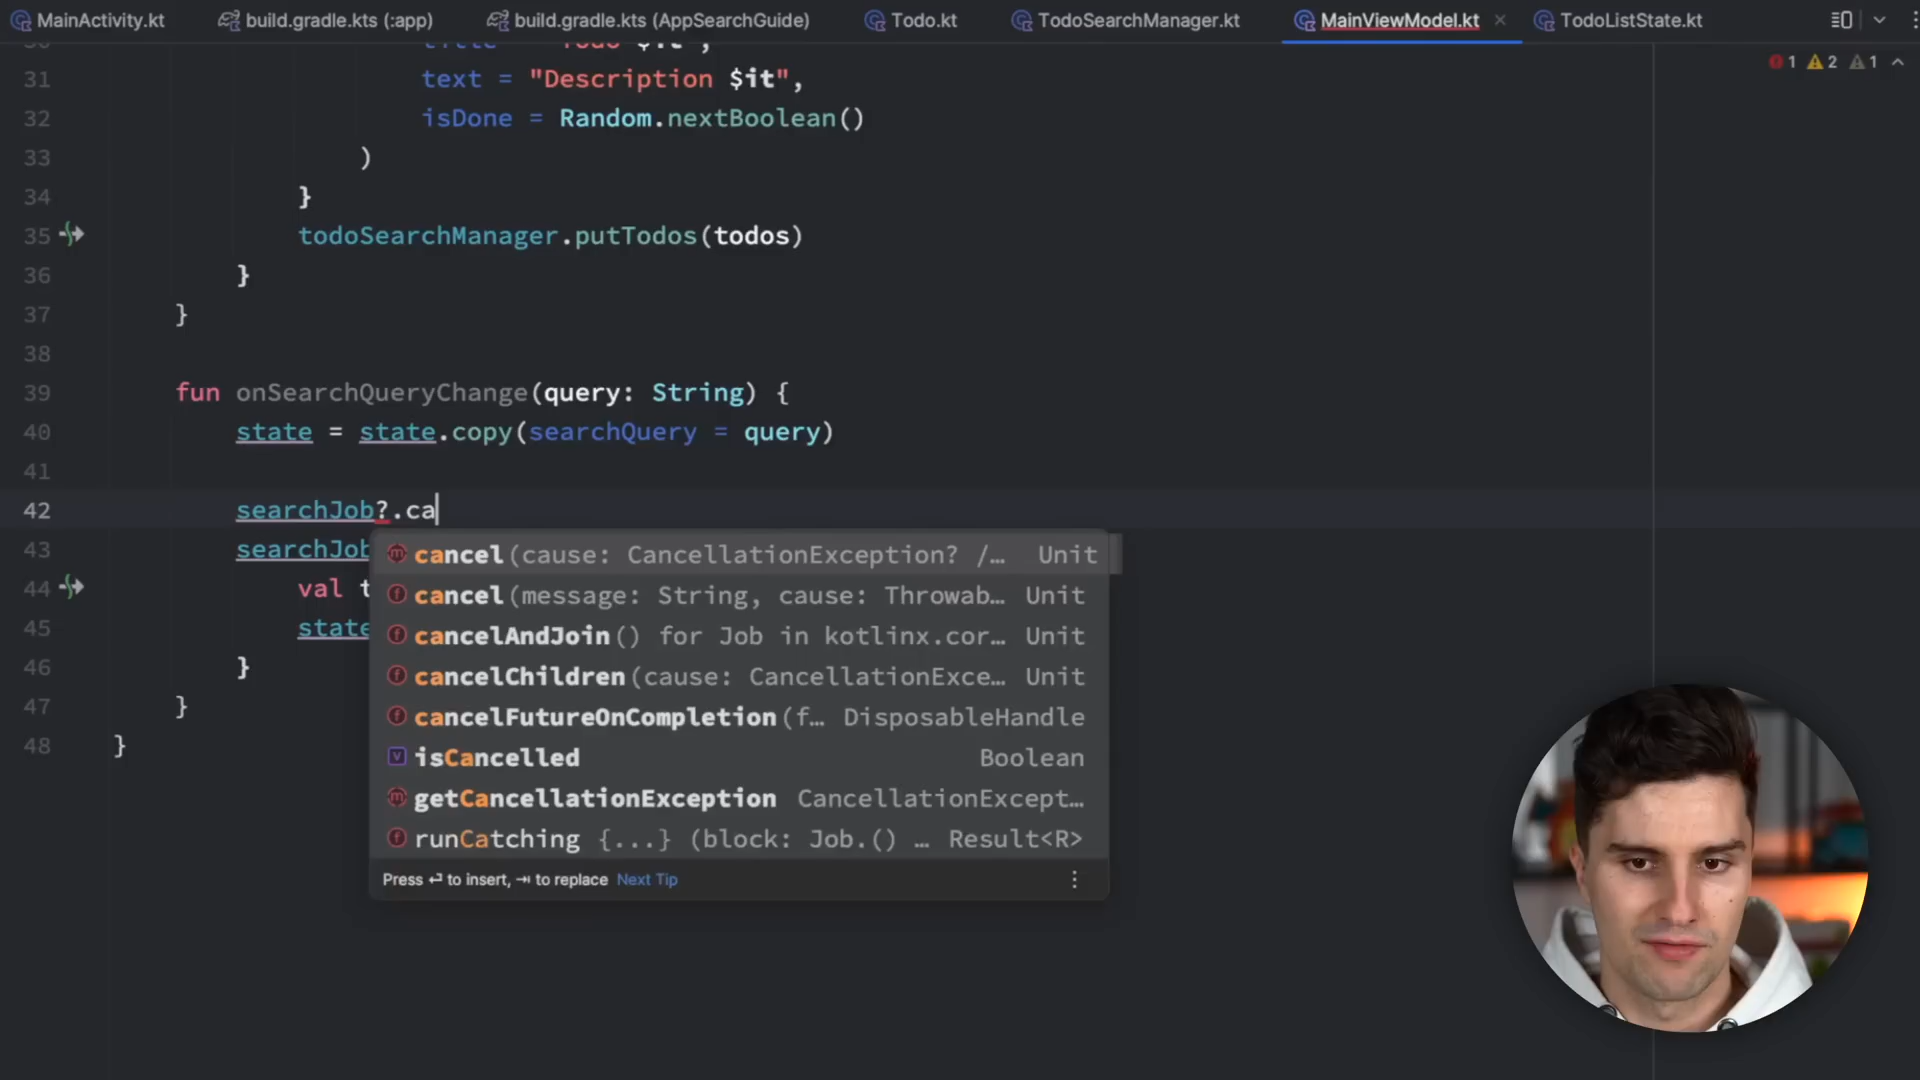 MainActivity.kt
build.gradle.kts (:app)
build.gradle.kts (AppSearchGuide)
Todo.kt
TodoSearchManager.kt
MainViewModel.kt
TodoListState.kt
1 2 1
31 text = "Description $it",
32 isDone = Random.nextBoolean()
33 )
34 }
35 todoSearchManager.putTodos(todos)
36 }
37 }
38
39 fun onSearchQueryChange(query: String) {
40 state = state.copy(searchQuery = query)
41
42 searchJob?.ca
43 searchJob
44 val t
45 state
46 }
47 }
48 }
cancel(cause: CancellationException? /… Unit
cancel(message: String, cause: Throwab… Unit
cancelAndJoin() for Job in kotlinx.cor… Unit
cancelChildren(cause: CancellationExce… Unit
cancelFutureOnCompletion(f… DisposableHandle
isCancelled Boolean
getCancellationException CancellationExcept…
runCatching {...} (block: Job.() … Result<R>
Press ↵ to insert, ⇥ to replace Next Tip